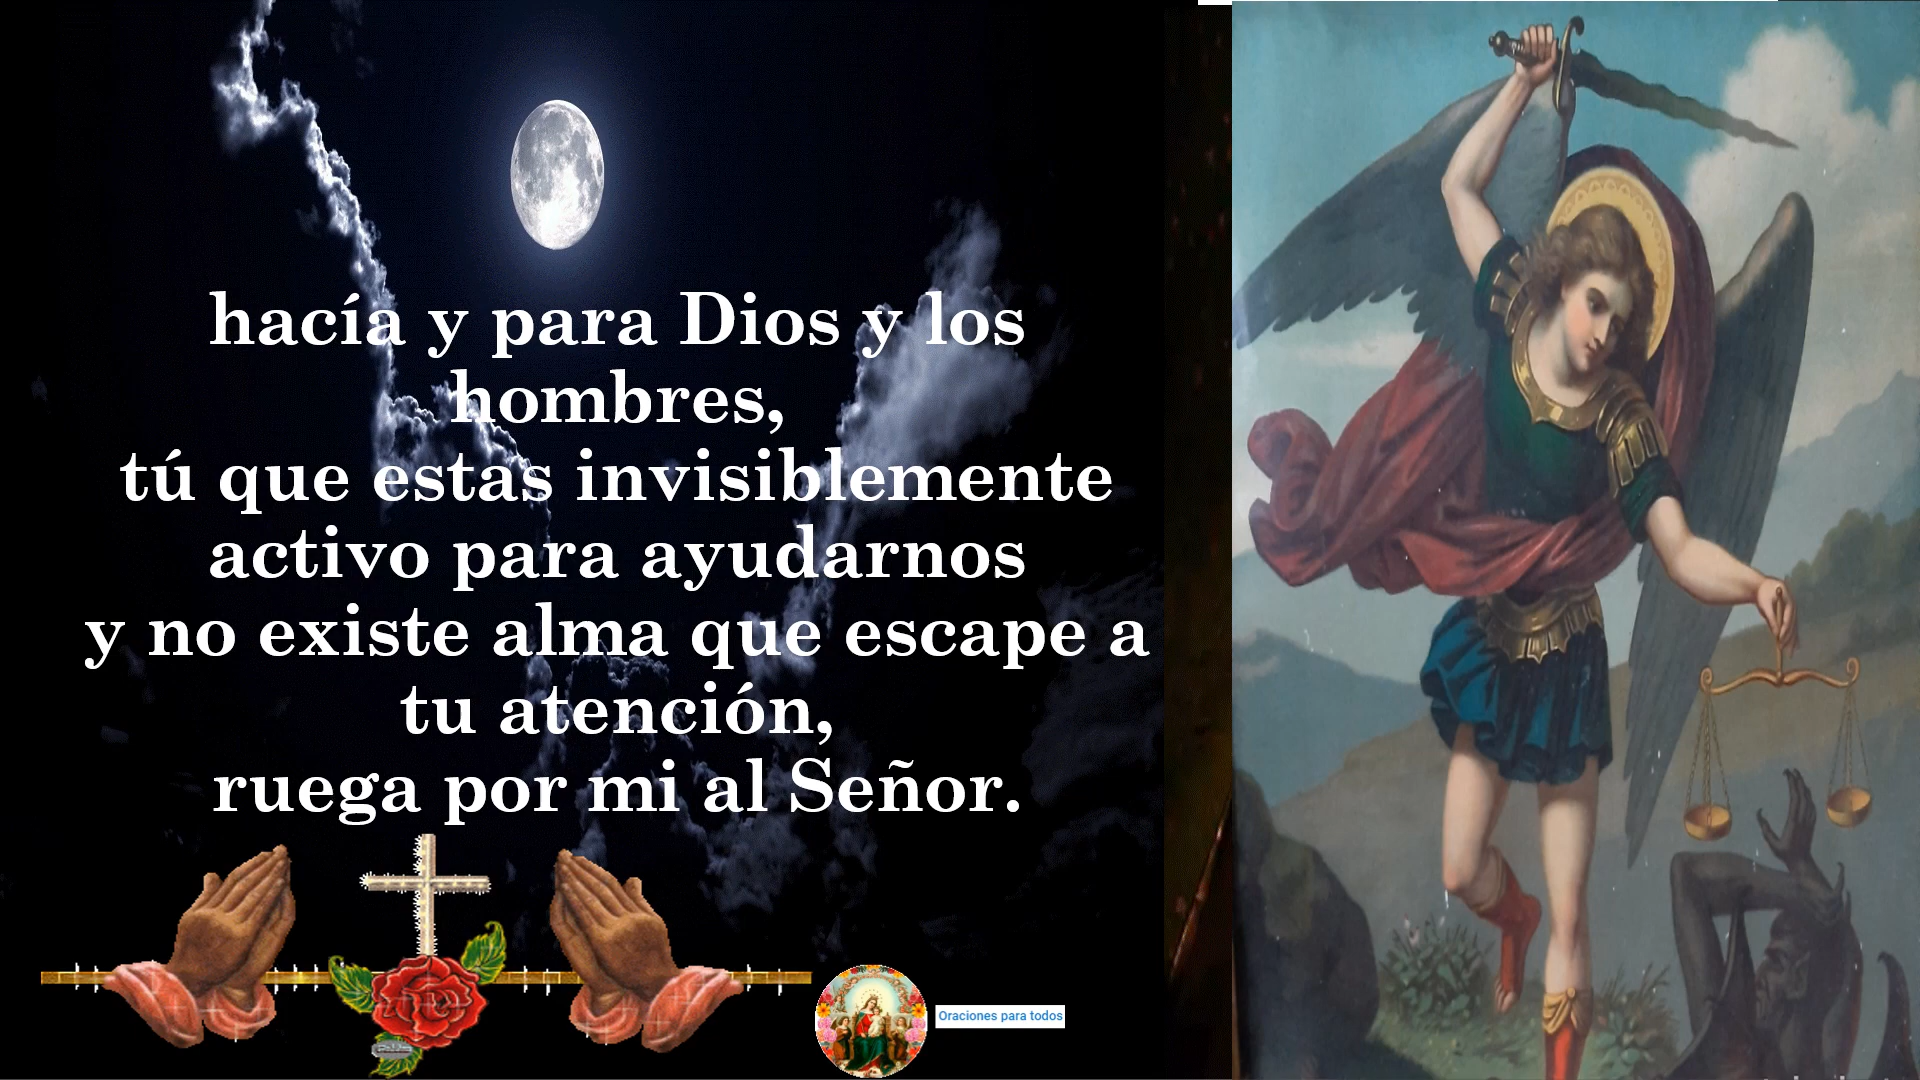 hacía y para Dios y los
hombres,
tú que estas invisiblemente
activo para ayudarnos
y no existe alma que escape a
tu atención,
ruega por mi al Señor.
Oraciones para todos